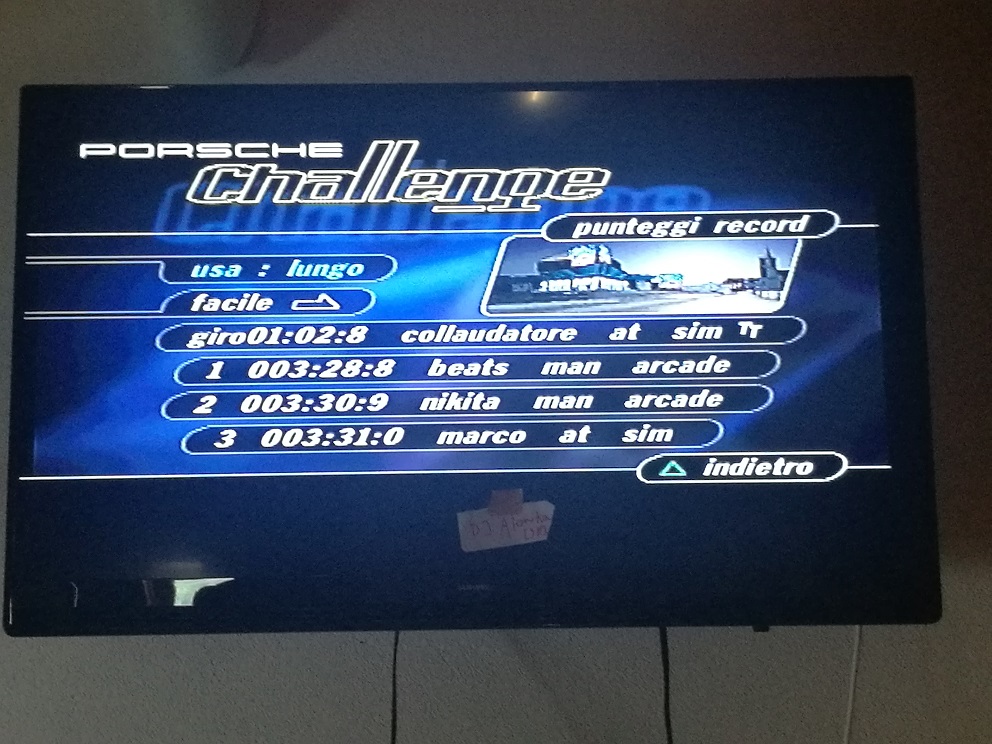 PORSCHE
Challenge
punteggi record
usa : lungo
facile
giro01:02:8 collaudatore at sim TT
1 003:28:8 beats man arcade
2 003:30:9 nikita man arcade
3 003:31:0 marco at sim
△ indietro